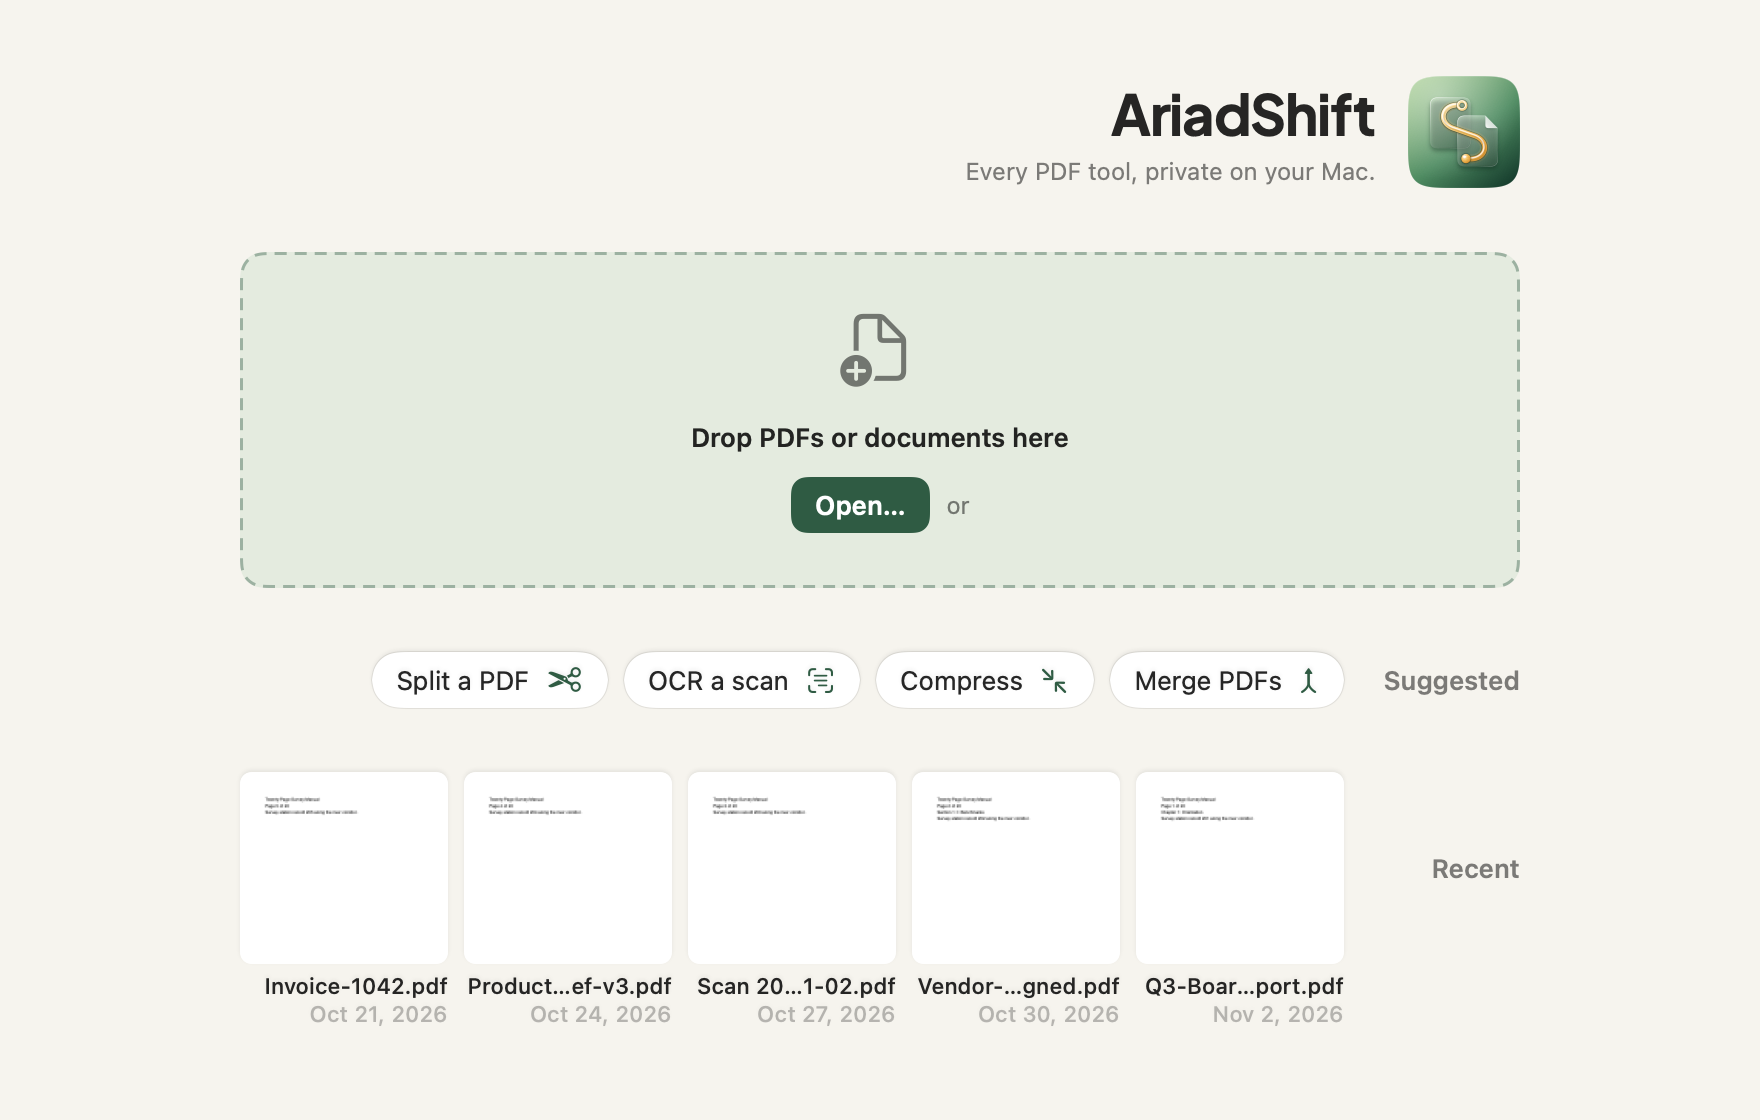 AriadShift
Every PDF tool, private on your Mac.
Drop PDFs or documents here
Open...
or
Suggested
Merge PDFs
Compress
OCR a scan
Split a PDF
Recent
Q3-Boar...port.pdf
Nov 2, 2026
Vendor-...gned.pdf
Oct 30, 2026
Scan 20...1-02.pdf
Oct 27, 2026
Product...ef-v3.pdf
Oct 24, 2026
Invoice-1042.pdf
Oct 21, 2026